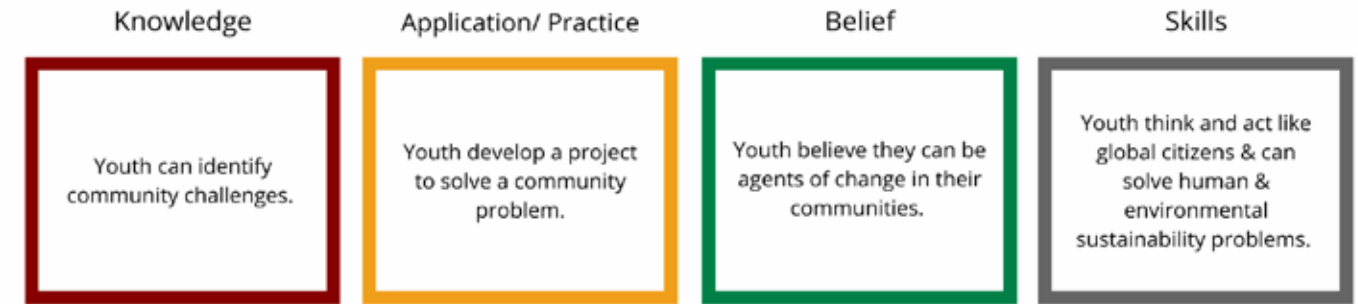 Knowledge
Application/ Practice
Belief
Skills
Youth can identify
community challenges.
Youth develop a project
to solve a community
problem.
Youth believe they can be
agents of change in their
communities.
Youth think and act like
global citizens & can
solve human &
environmental
sustainability problems.